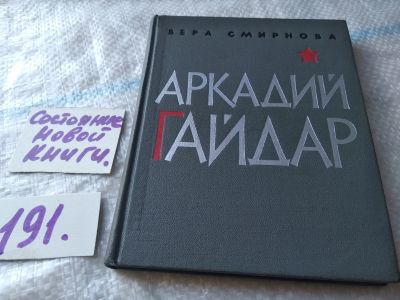 ВЕРА СМИРНОВА
АРКАДИЙ
ГАЙДАР
Состояние
новой
книги.
191.